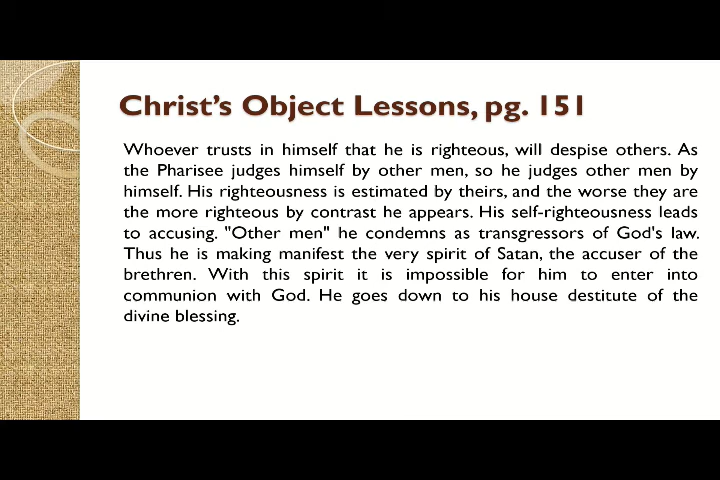 Christ's Object Lessons, pg. 151
Whoever trusts in himself that he is righteous, will despise others. As
the Pharisee judges himself by other men, so he judges other men by
himself. His righteousness is estimated by theirs, and the worse they are
the more righteous by contrast he appears. His self-righteousness leads
to accusing. "Other men" he condemns as transgressors of God's law.
Thus he is making manifest the very spirit of Satan, the accuser of the
brethren. With this spirit it is impossible for him to enter into
communion with God. He goes down to his house destitute of the
divine blessing.